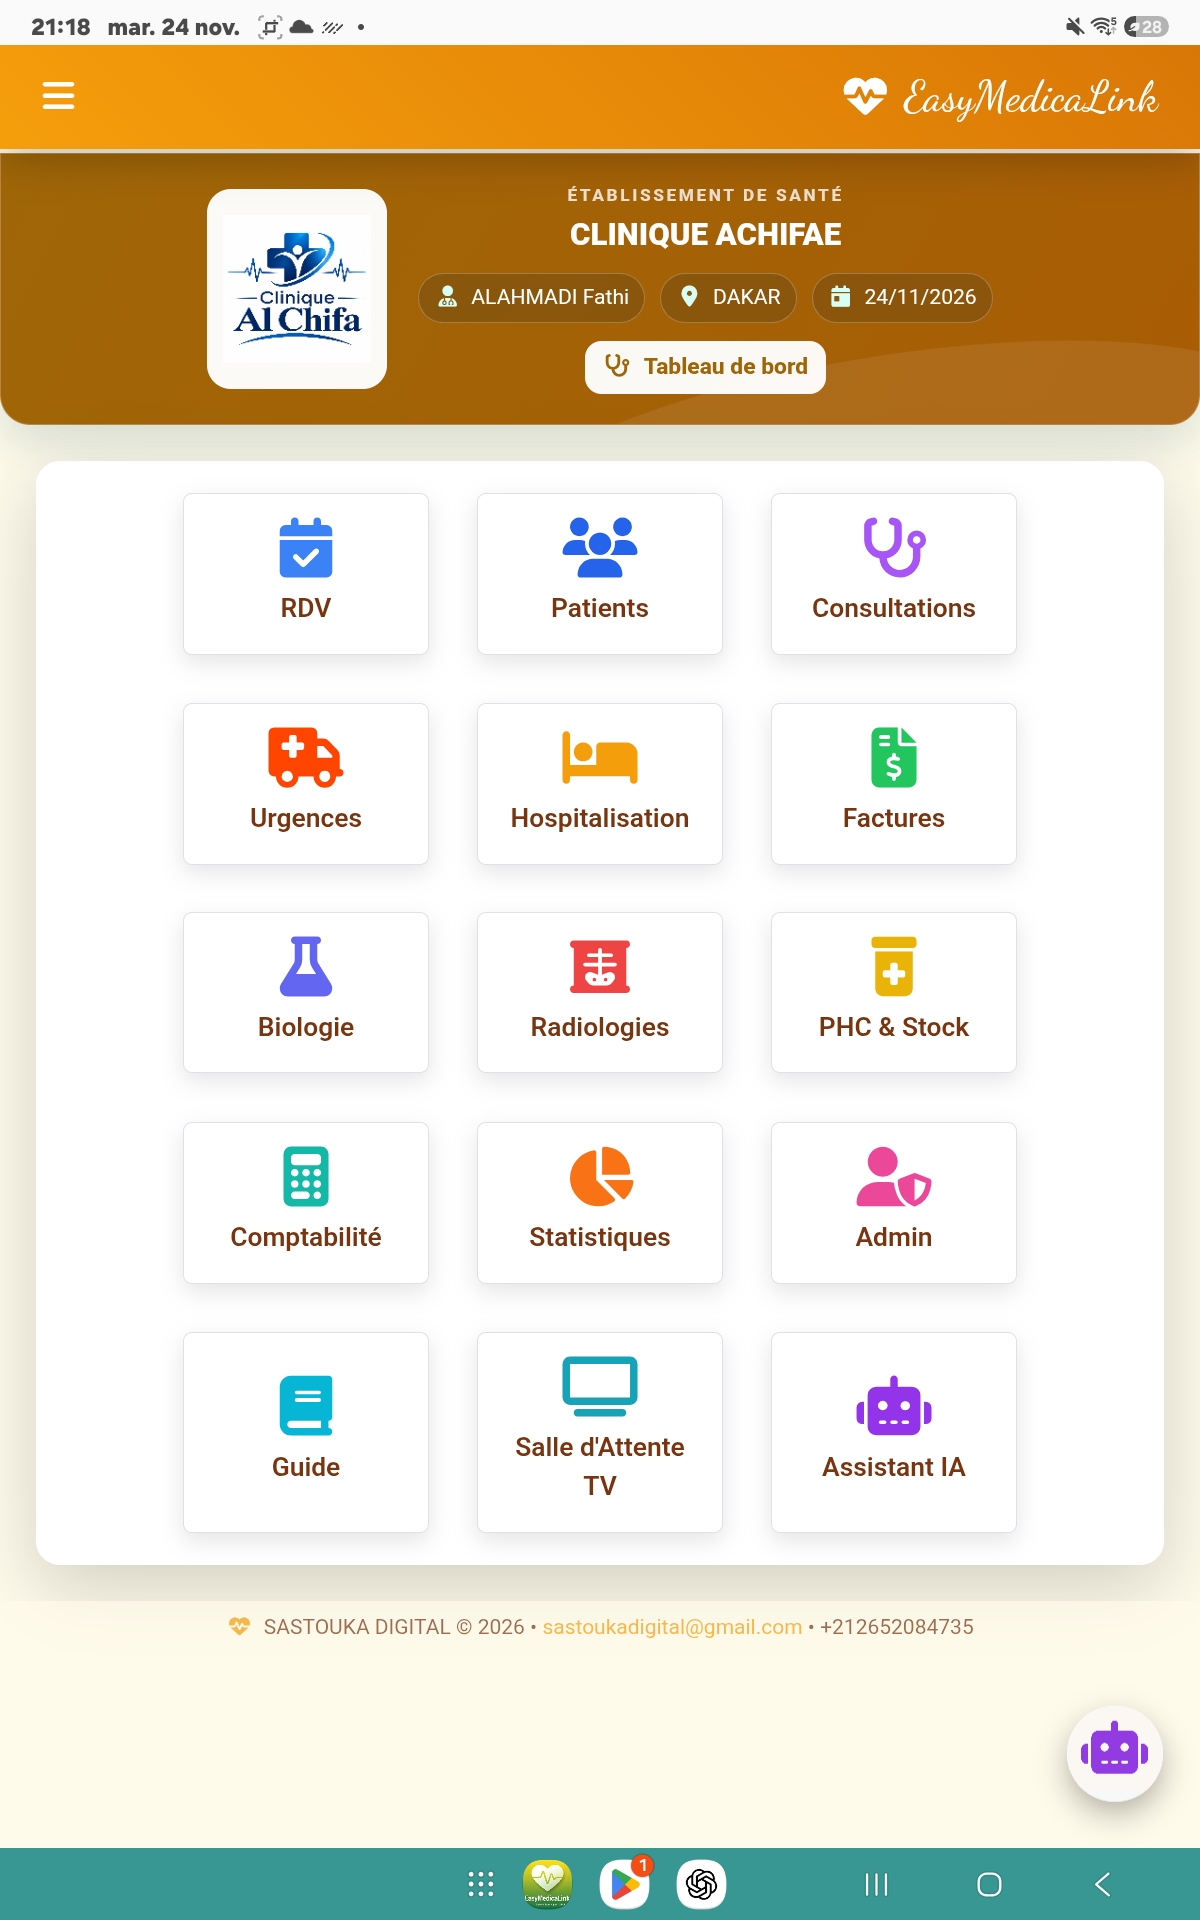 21:18 mar. 24 nov.
5
28
EasyMedicaLink
ÉTABLISSEMENT DE SANTÉ
CLINIQUE ACHIFAE
Clinique
Al Chifa
ALAHMADI Fathi
DAKAR
24/11/2026
Tableau de bord
RDV
Patients
Consultations
Urgences
Hospitalisation
Factures
Biologie
Radiologies
PHC & Stock
Comptabilité
Statistiques
Admin
Guide
Salle d'Attente
TV
Assistant IA
SASTOUKA DIGITAL © 2026 • sastoukadigital@gmail.com • +212652084735
EasyMedicaLink
1